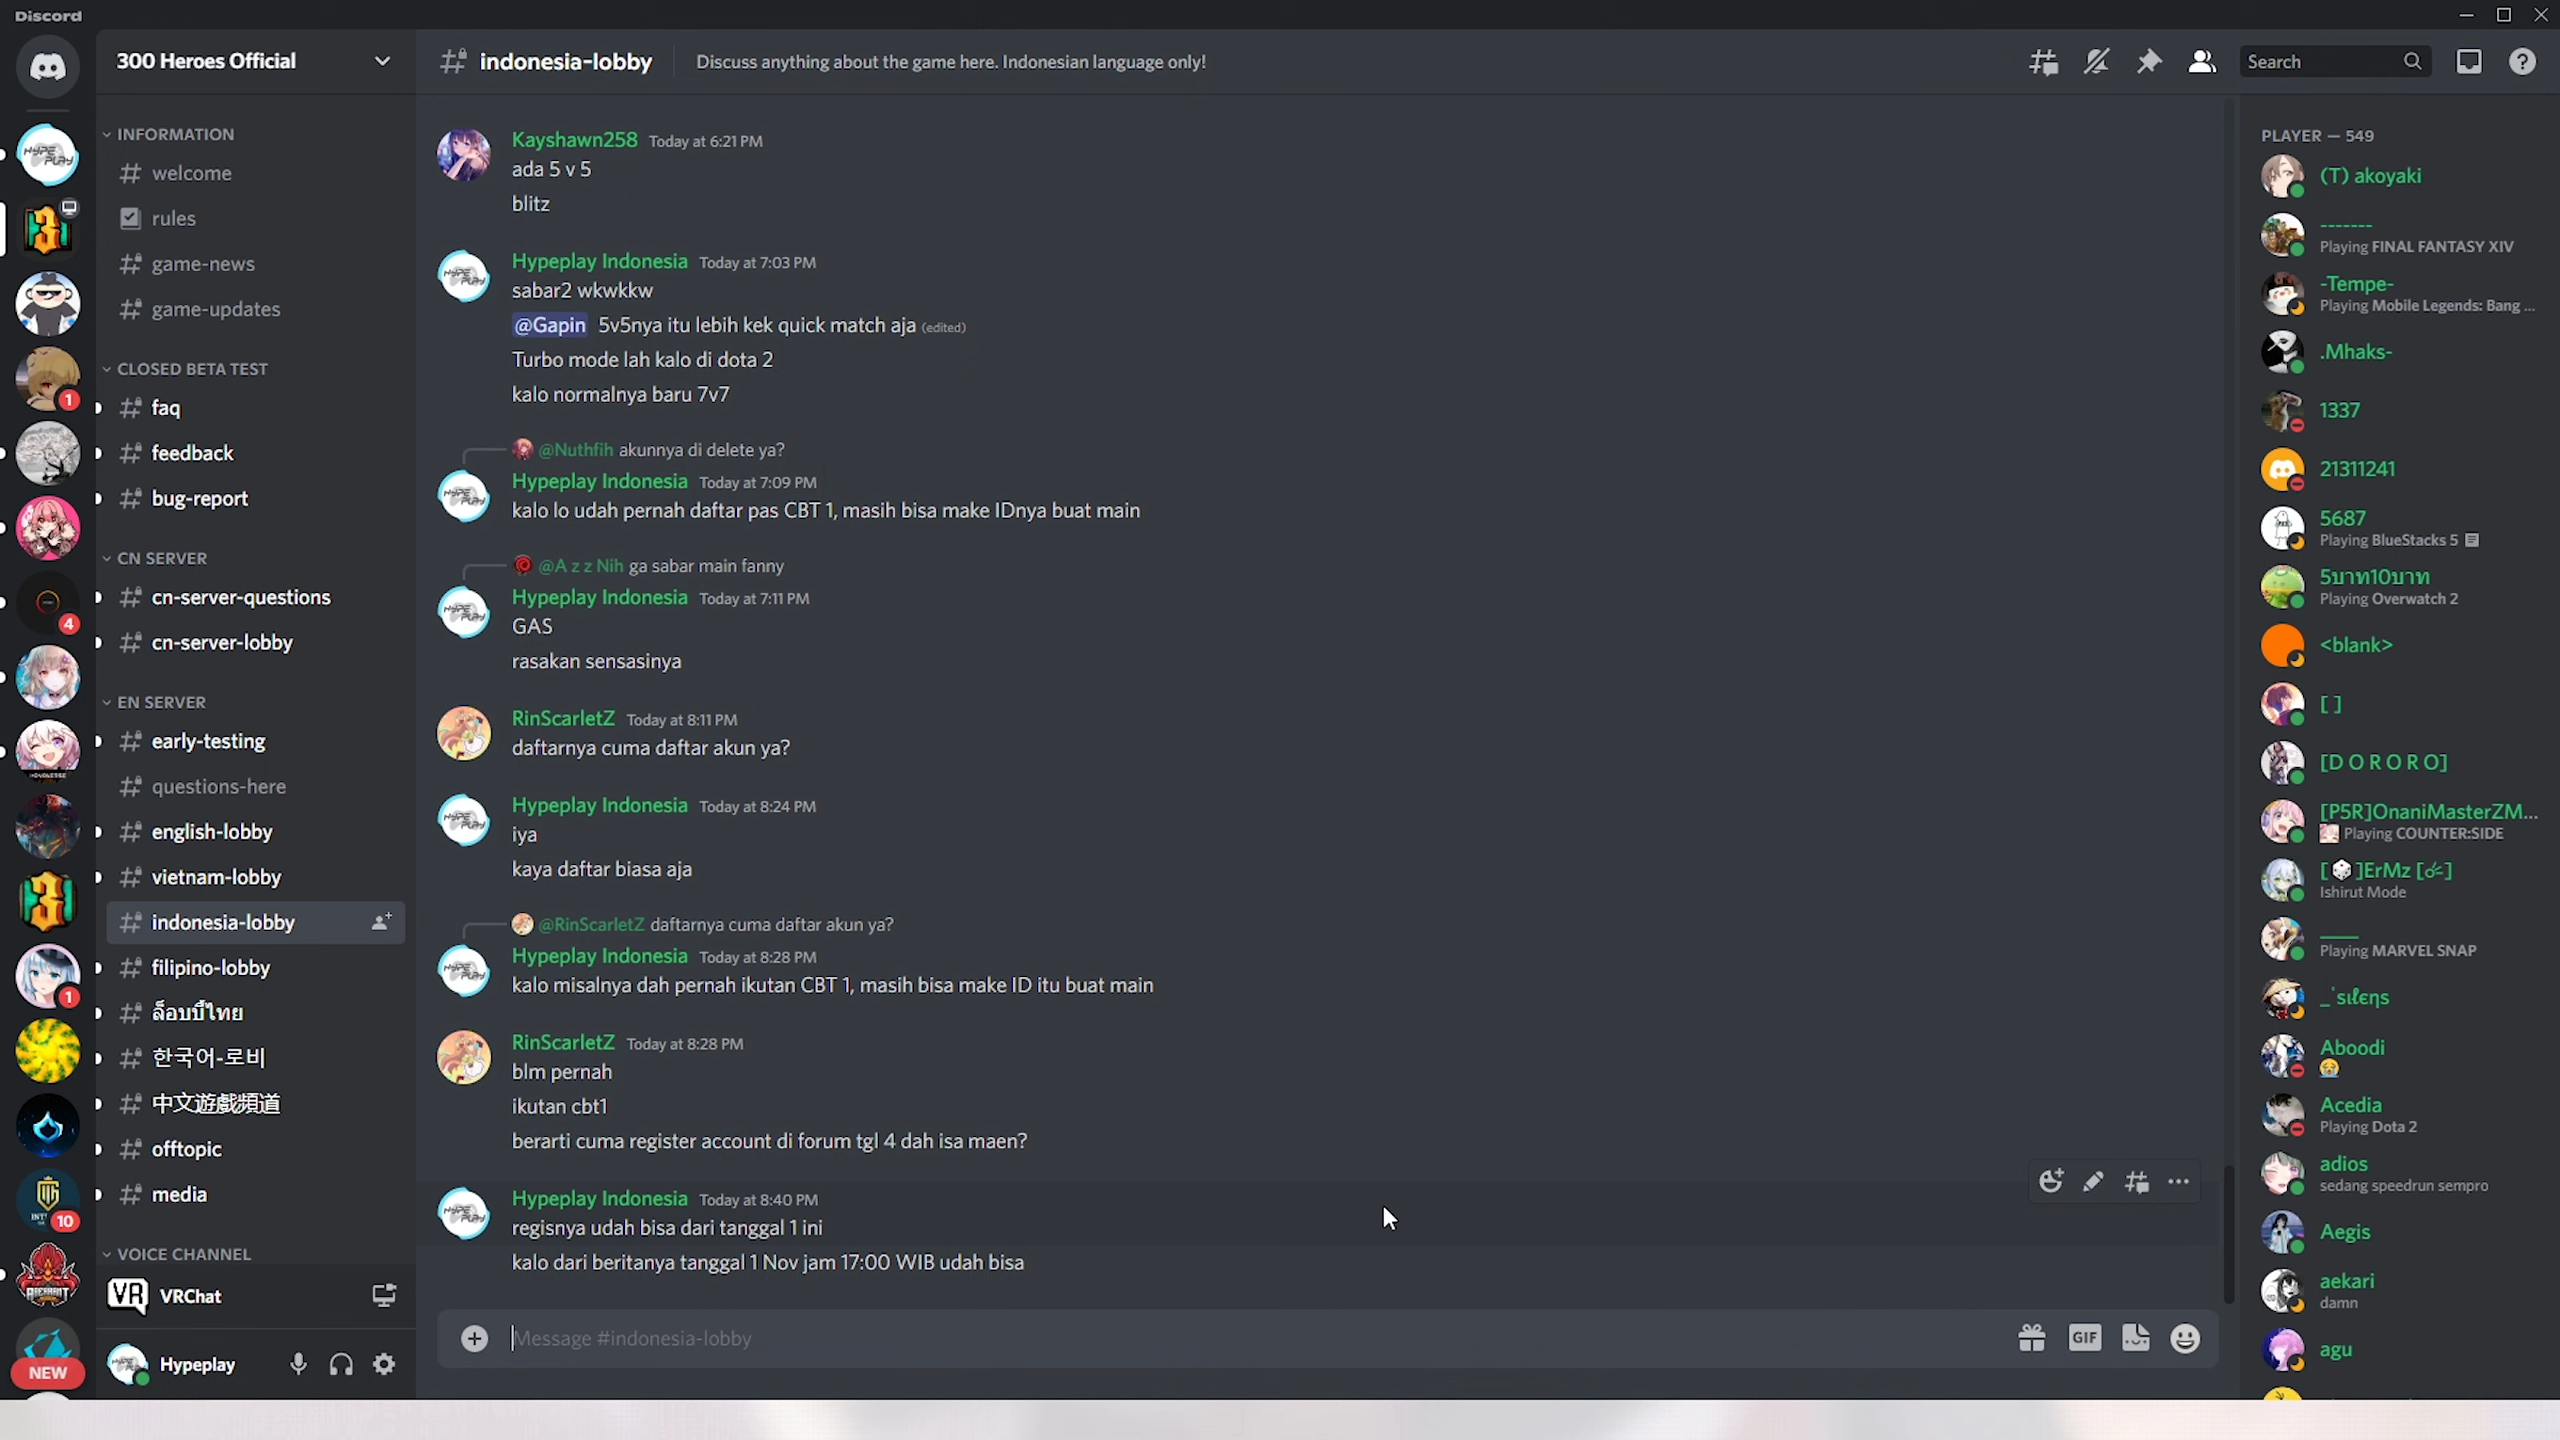 Discord
300 Heroes Official
INFORMATION
welcome
rules
game-news
game-updates
CLOSED BETA TEST
faq
feedback
bug-report
CN SERVER
cn-server-questions
cn-server-lobby
EN SERVER
early-testing
questions-here
english-lobby
vietnam-lobby
indonesia-lobby
filipino-lobby
ล็อบบี้ไทย
한국어-로비
中文遊戲頻道
offtopic
media
VOICE CHANNEL
VRChat
Hypeplay
1
4
1
10
NEW
indonesia-lobby
Discuss anything about the game here. Indonesian language only!
Search
Kayshawn258 Today at 6:21 PM
ada 5 v 5
blitz
Hypeplay Indonesia Today at 7:03 PM
sabar2 wkwkkw
@Gapin 5v5nya itu lebih kek quick match aja (edited)
Turbo mode lah kalo di dota 2
kalo normalnya baru 7v7
@Nuthfih akunnya di delete ya?
Hypeplay Indonesia Today at 7:09 PM
kalo lo udah pernah daftar pas CBT 1, masih bisa make IDnya buat main
@A z z Nih ga sabar main fanny
Hypeplay Indonesia Today at 7:11 PM
GAS
rasakan sensasinya
RinScarletZ Today at 8:11 PM
daftarnya cuma daftar akun ya?
Hypeplay Indonesia Today at 8:24 PM
iya
kaya daftar biasa aja
@RinScarletZ daftarnya cuma daftar akun ya?
Hypeplay Indonesia Today at 8:28 PM
kalo misalnya dah pernah ikutan CBT 1, masih bisa make ID itu buat main
RinScarletZ Today at 8:28 PM
blm pernah
ikutan cbt1
berarti cuma register account di forum tgl 4 dah isa maen?
Hypeplay Indonesia Today at 8:40 PM
regisnya udah bisa dari tanggal 1 ini
kalo dari beritanya tanggal 1 Nov jam 17:00 WIB udah bisa
Message #indonesia-lobby
GIF
PLAYER — 549
(T) akoyaki
-------
Playing FINAL FANTASY XIV
-Tempe-
Playing Mobile Legends: Bang ...
.Mhaks-
1337
21311241
5687
Playing BlueStacks 5
5บาท10บาท
Playing Overwatch 2
<blank>
[ ]
[D O R O R O]
[P5R]OnaniMasterZM...
Playing COUNTER:SIDE
Ishirut Mode
Playing MARVEL SNAP
Aboodi
Acedia
Playing Dota 2
adios
sedang speedrun sempro
Aegis
aekari
damn
agu